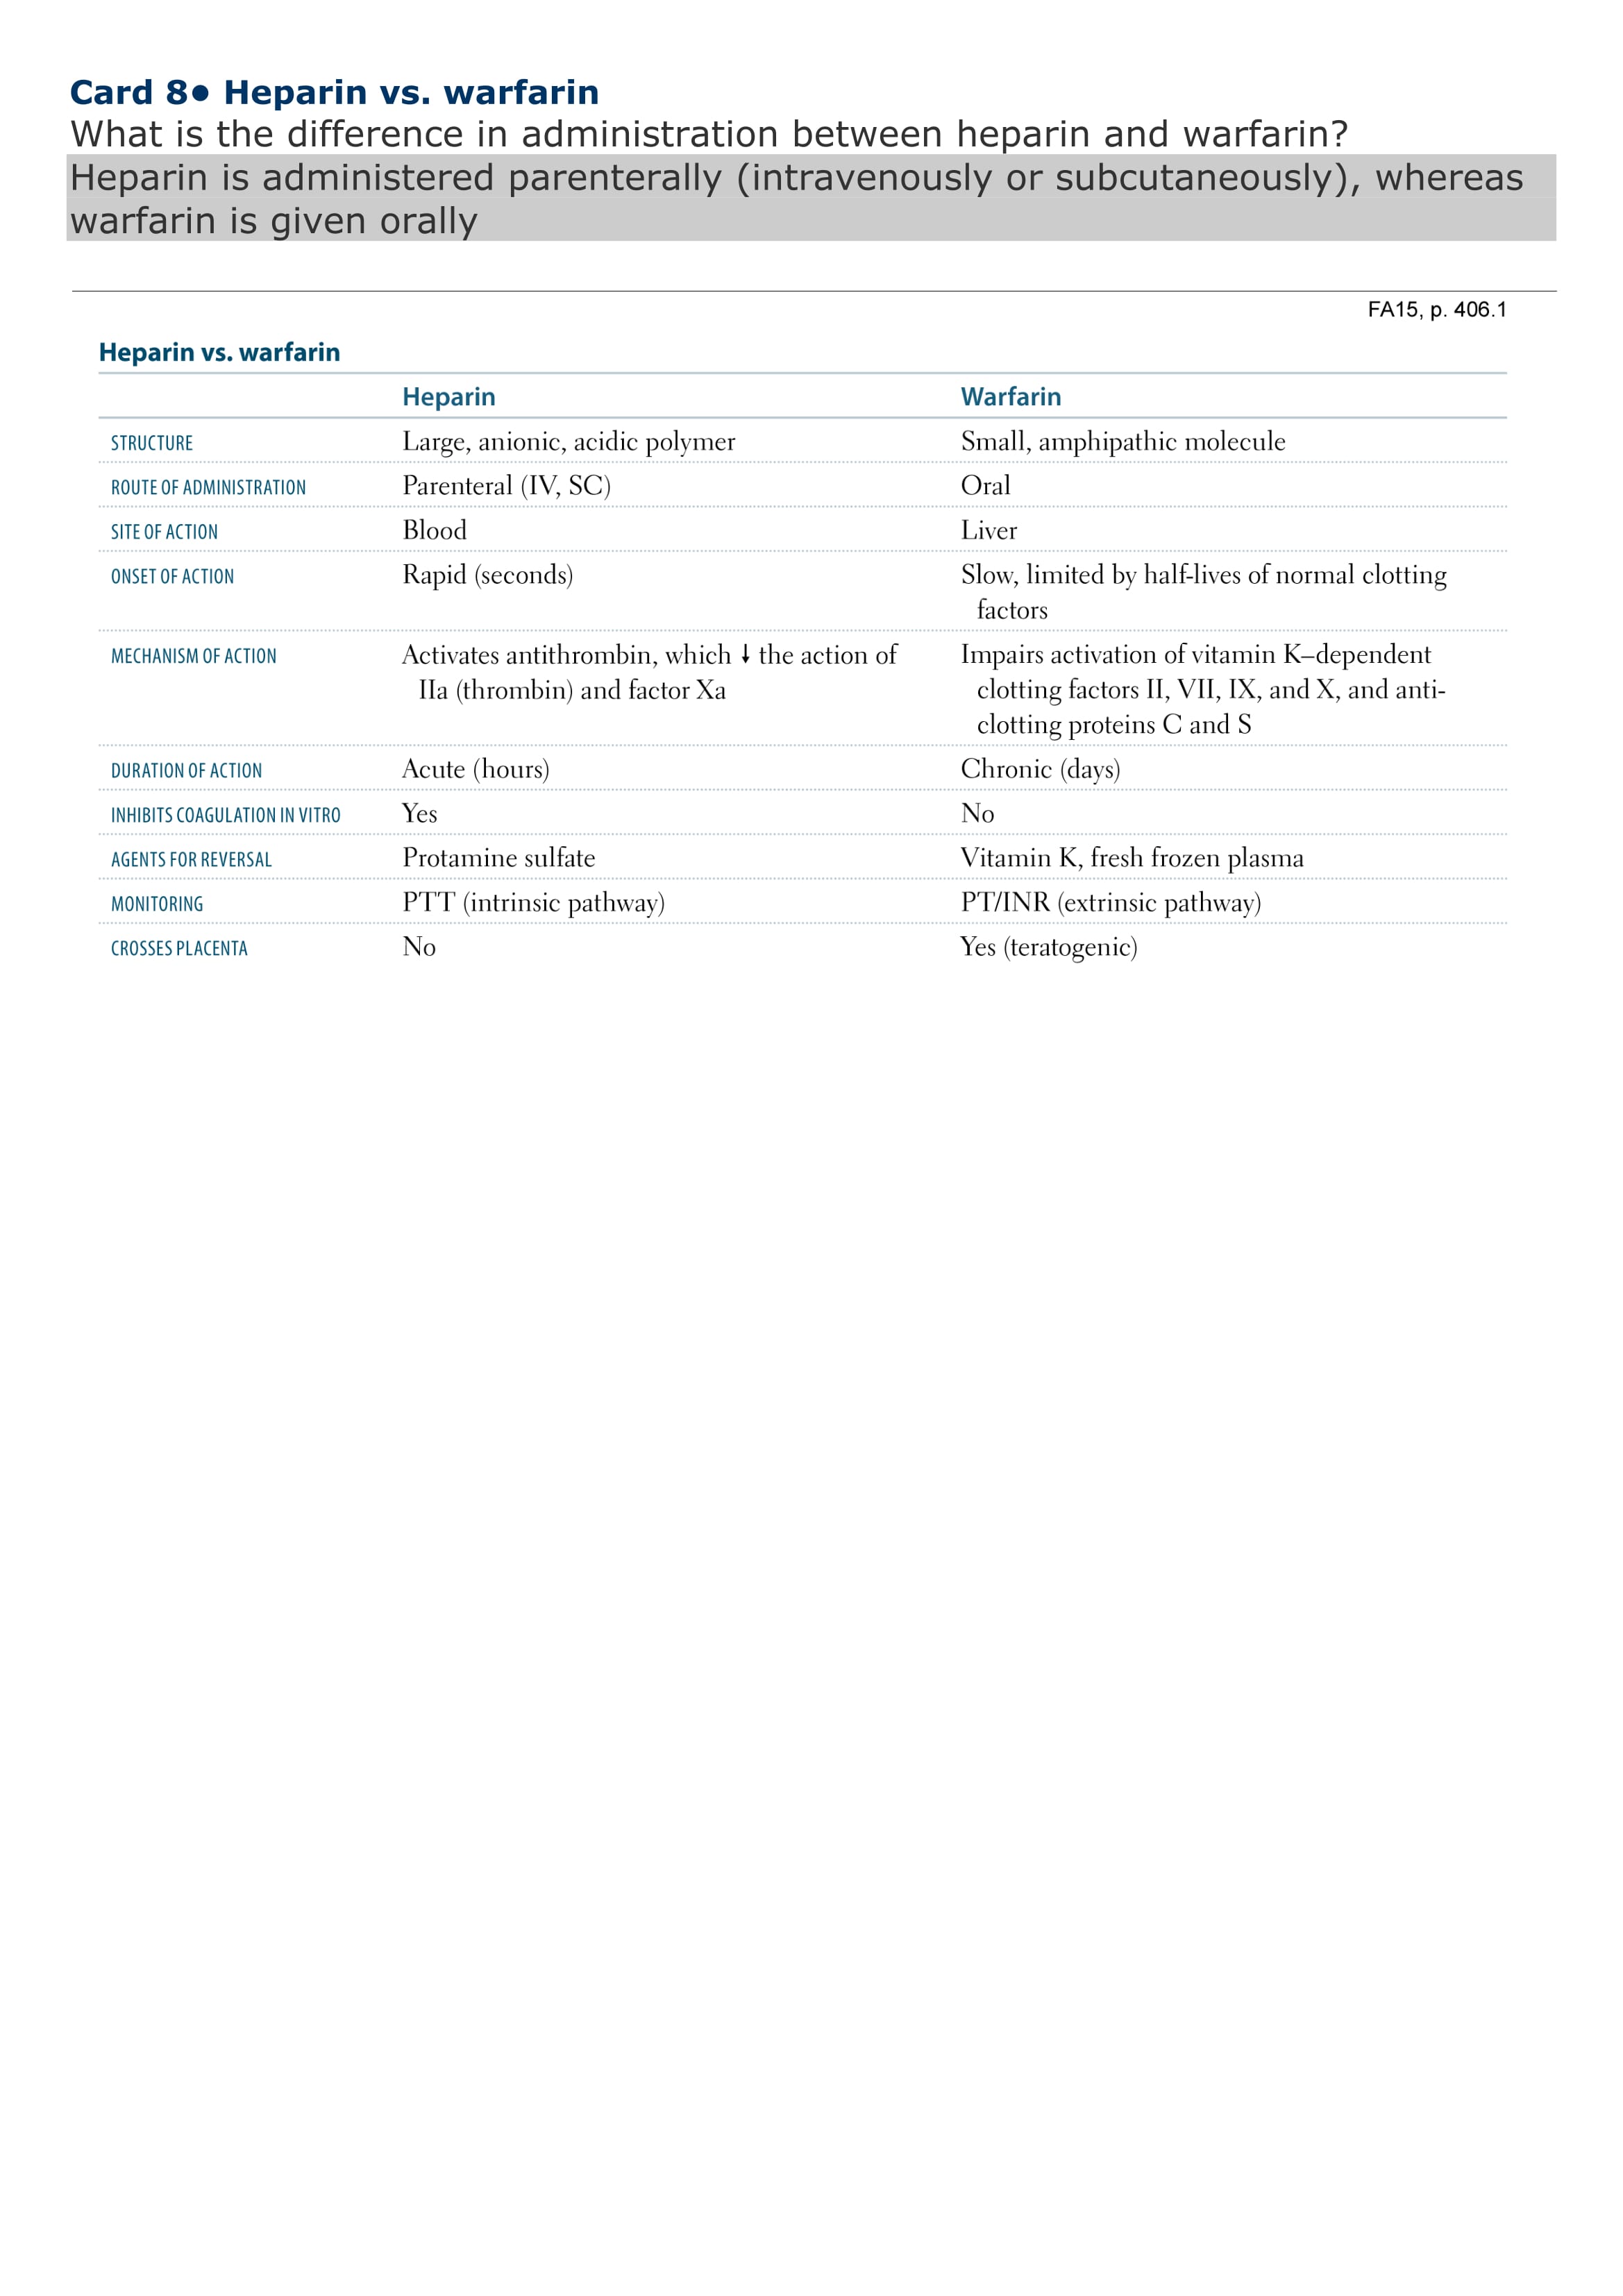 Card 8● Heparin vs. warfarin
What is the difference in administration between heparin and warfarin?
Heparin is administered parenterally (intravenously or subcutaneously), whereas
warfarin is given orally
FA15, p. 406.1
Heparin vs. warfarin
Heparin Warfarin
STRUCTURE Large, anionic, acidic polymer Small, amphipathic molecule
ROUTE OF ADMINISTRATION Parenteral (IV, SC) Oral
SITE OF ACTION Blood Liver
ONSET OF ACTION Rapid (seconds) Slow, limited by half-lives of normal clotting
factors
MECHANISM OF ACTION Activates antithrombin, which ↓ the action of Impairs activation of vitamin K–dependent
IIa (thrombin) and factor Xa clotting factors II, VII, IX, and X, and anti-
clotting proteins C and S
DURATION OF ACTION Acute (hours) Chronic (days)
INHIBITS COAGULATION IN VITRO Yes No
AGENTS FOR REVERSAL Protamine sulfate Vitamin K, fresh frozen plasma
MONITORING PTT (intrinsic pathway) PT/INR (extrinsic pathway)
CROSSES PLACENTA No Yes (teratogenic)